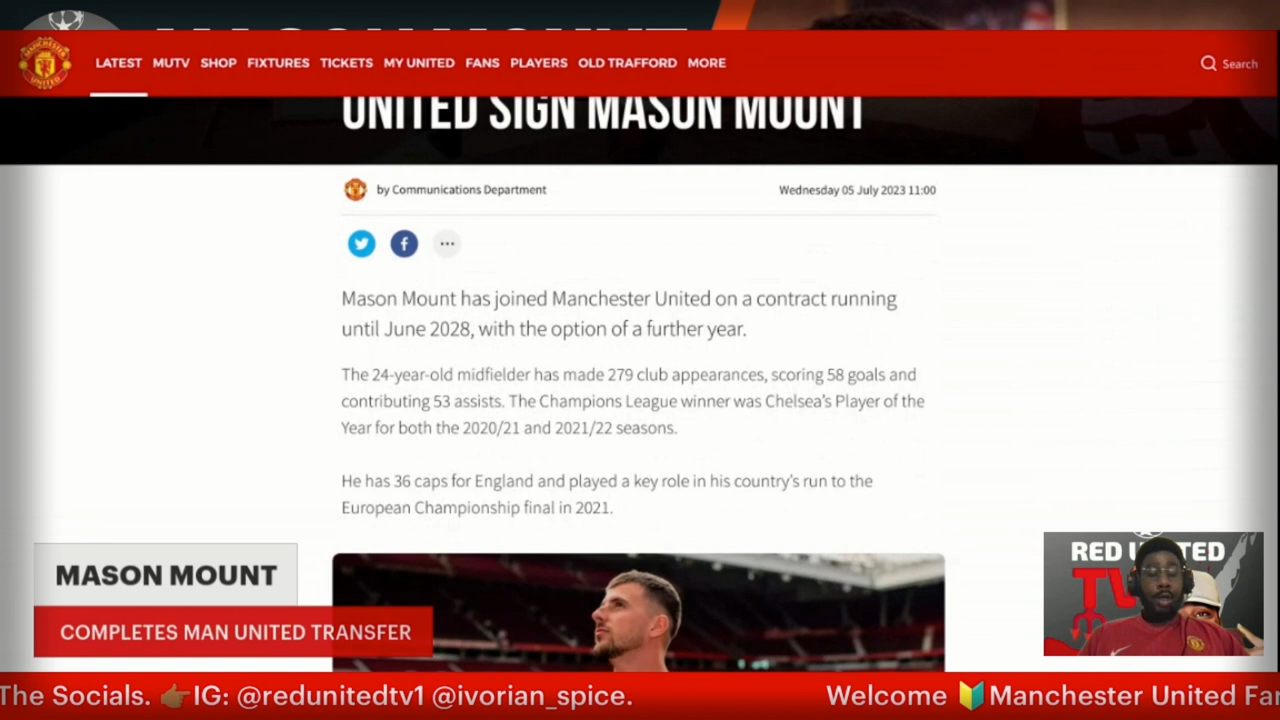 LATEST MUTV SHOP FIXTURES TICKETS MY UNITED FANS PLAYERS OLD TRAFFORD MORE Search
UNITED SIGN MASON MOUNT
by Communications Department
Wednesday 05 July 2023 11:00
Mason Mount has joined Manchester United on a contract running
until June 2028, with the option of a further year.
The 24-year-old midfielder has made 279 club appearances, scoring 58 goals and
contributing 53 assists. The Champions League winner was Chelsea’s Player of the
Year for both the 2020/21 and 2021/22 seasons.
He has 36 caps for England and played a key role in his country’s run to the
European Championship final in 2021.
MASON MOUNT
COMPLETES MAN UNITED TRANSFER
RED
TV
The Socials. 👉IG: @redunitedtv1 @ivorian_spice.
Welcome 🔰Manchester United